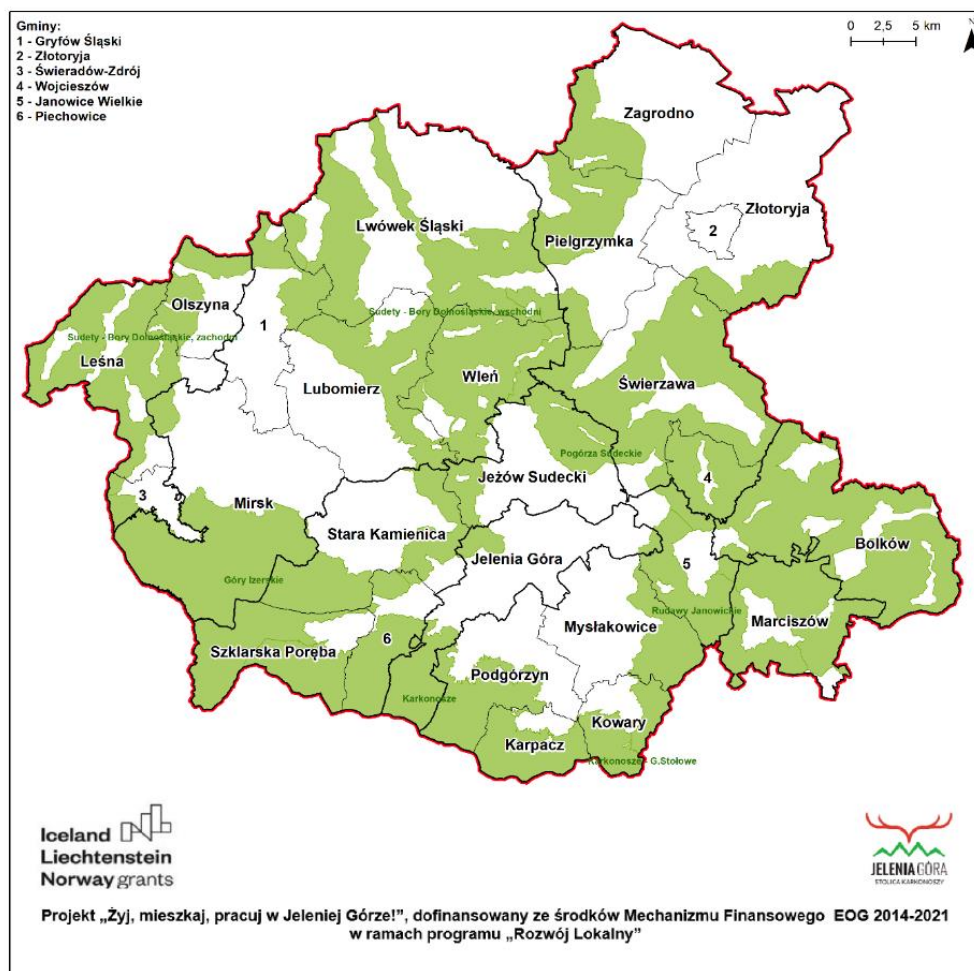 Gminy:
1 - Gryfów Śląski
2 - Złotoryja
3 - Świeradów-Zdrój
4 - Wojcieszów
5 - Janowice Wielkie
6 - Piechowice
0 2,5 5 km
N
Zagrodno
Złotoryja
2
Lwówek Śląski
Pielgrzymka
Olszyna
1
Sudety - Bory Dolnośląskie, wschodni
Sudety - Bory Dolnośląskie, zachodni
Leśna
Lubomierz
Wleń
Świerzawa
Pogórza Sudeckie
4
Jeżów Sudecki
3
Mirsk
Stara Kamienica
Bolków
Jelenia Góra
5
Góry Izerskie
Rudawy Janowickie
Marciszów
Mysłakowice
6
Szklarska Poręba
Podgórzyn
Karkonosze
Kowary
Karpacz
Karkonosze - G.Stołowe
Iceland
Liechtenstein
Norway grants
JELENIA GÓRA
STOLICA KARKONOSZY
Projekt „Żyj, mieszkaj, pracuj w Jeleniej Górze!”, dofinansowany ze środków Mechanizmu Finansowego EOG 2014-2021
w ramach programu „Rozwój Lokalny”